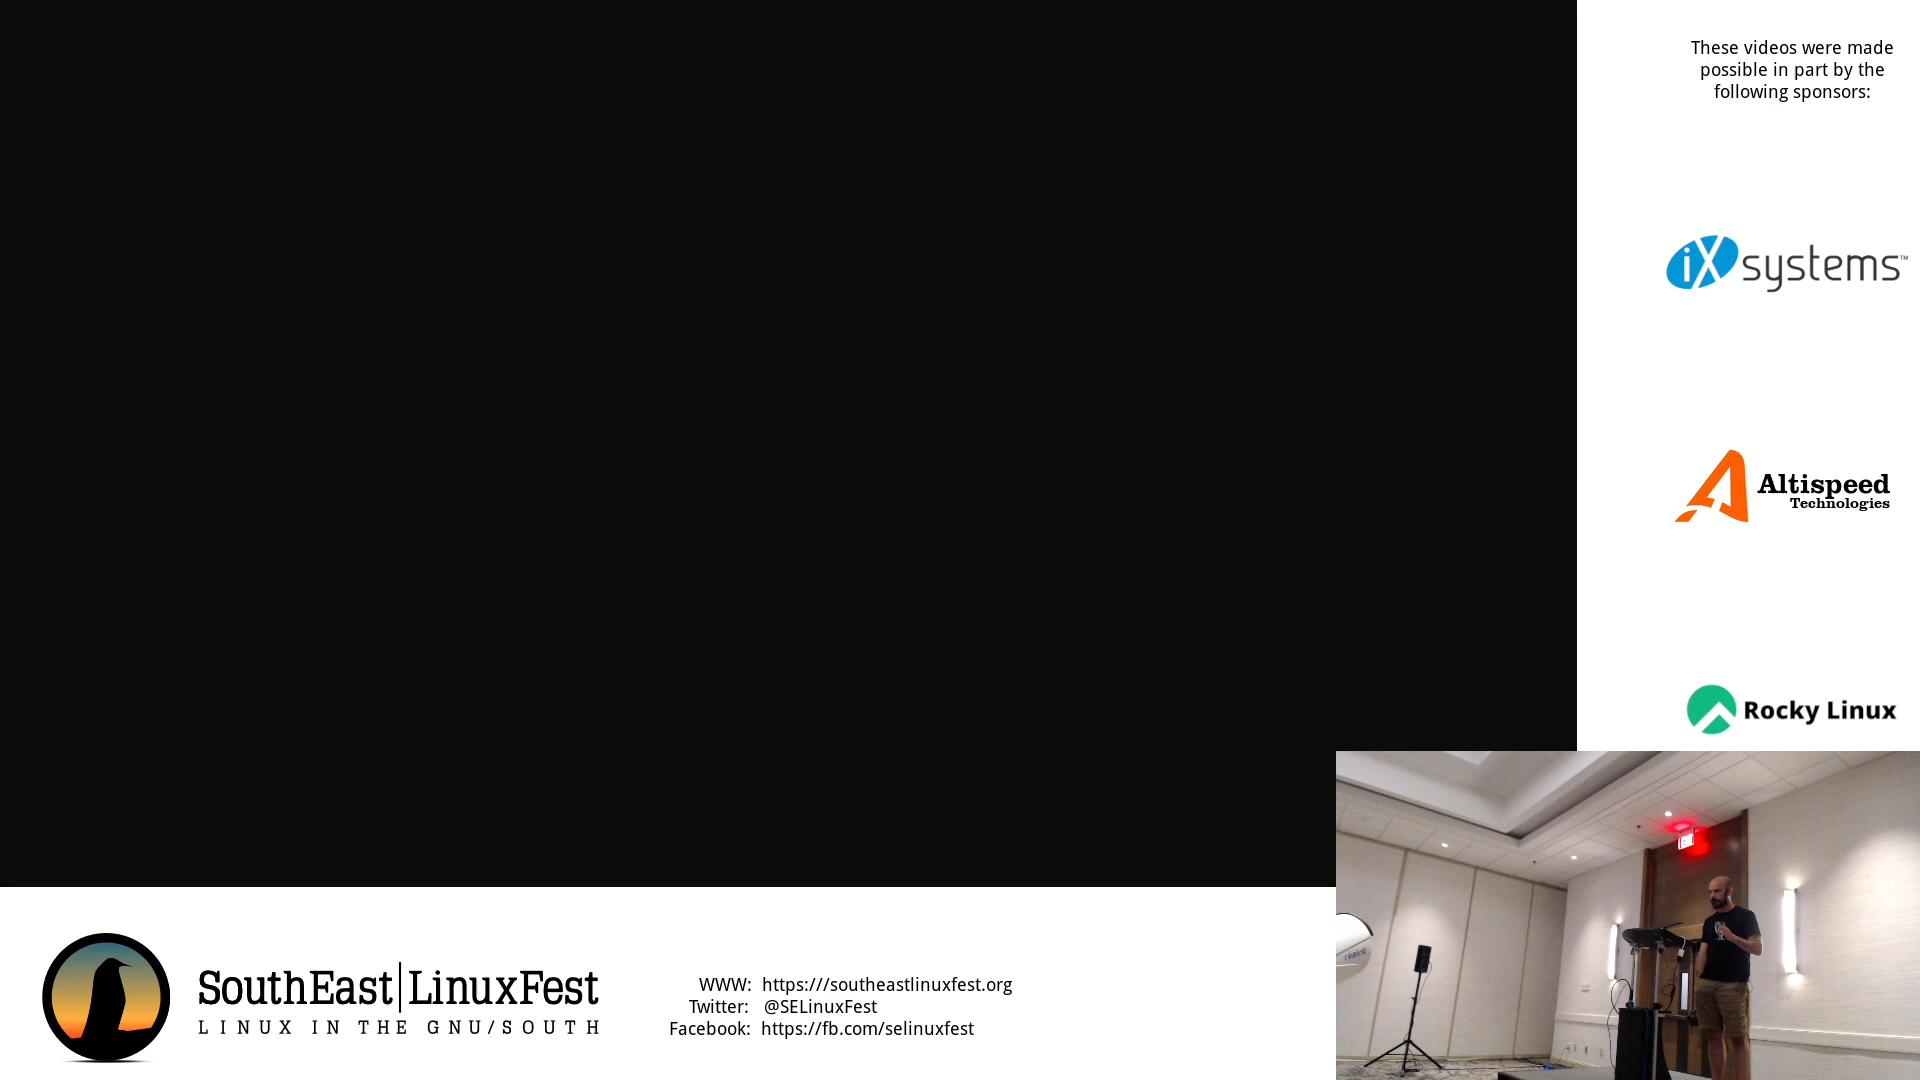 These videos were made
possible in part by the
following sponsors:
iXsystems™
Altispeed
Technologies
Rocky Linux
SouthEast LinuxFest
LINUX IN THE GNU/SOUTH
WWW: https:///southeastlinuxfest.org
Twitter: @SELinuxFest
Facebook: https://fb.com/selinuxfest